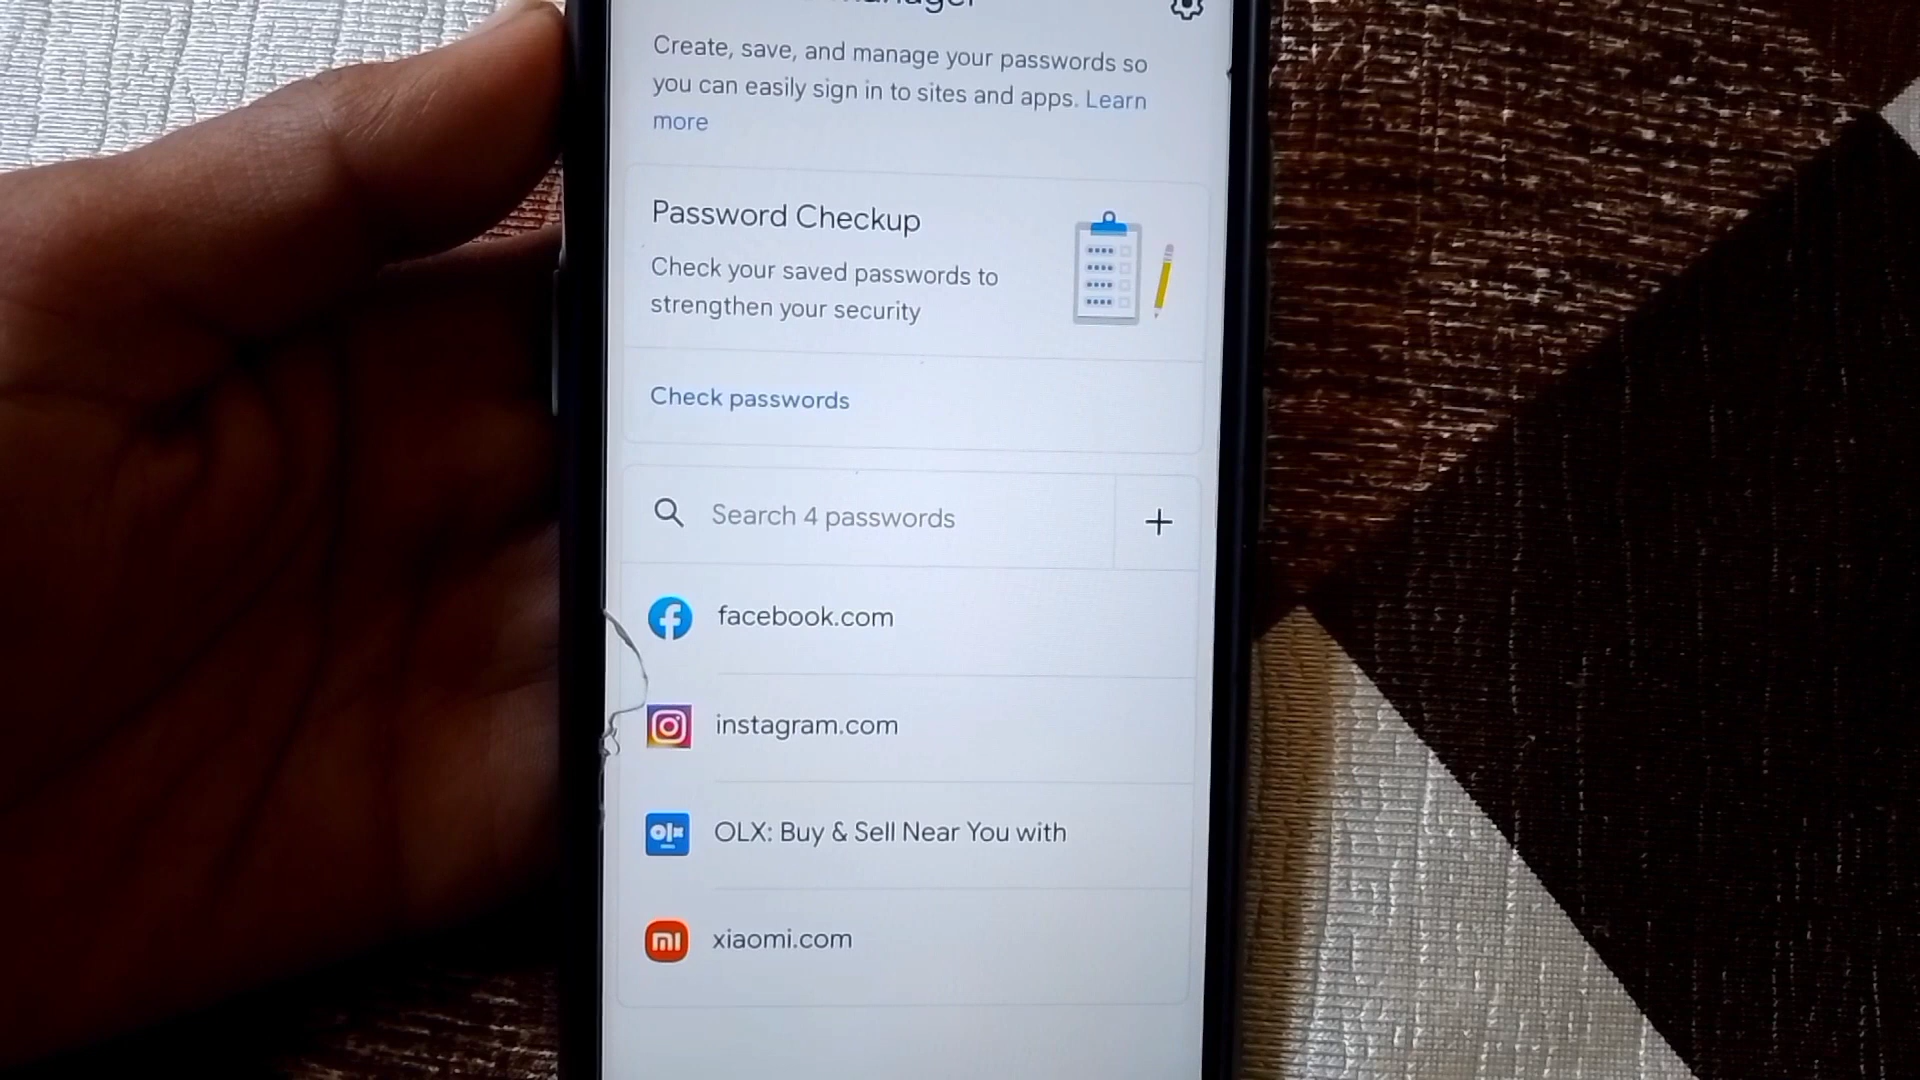 Create, save, and manage your passwords so
you can easily sign in to sites and apps. Learn
more
Password Checkup
Check your saved passwords to
strengthen your security
Check passwords
Search 4 passwords
facebook.com
instagram.com
olx
OLX: Buy & Sell Near You with
mi
xiaomi.com